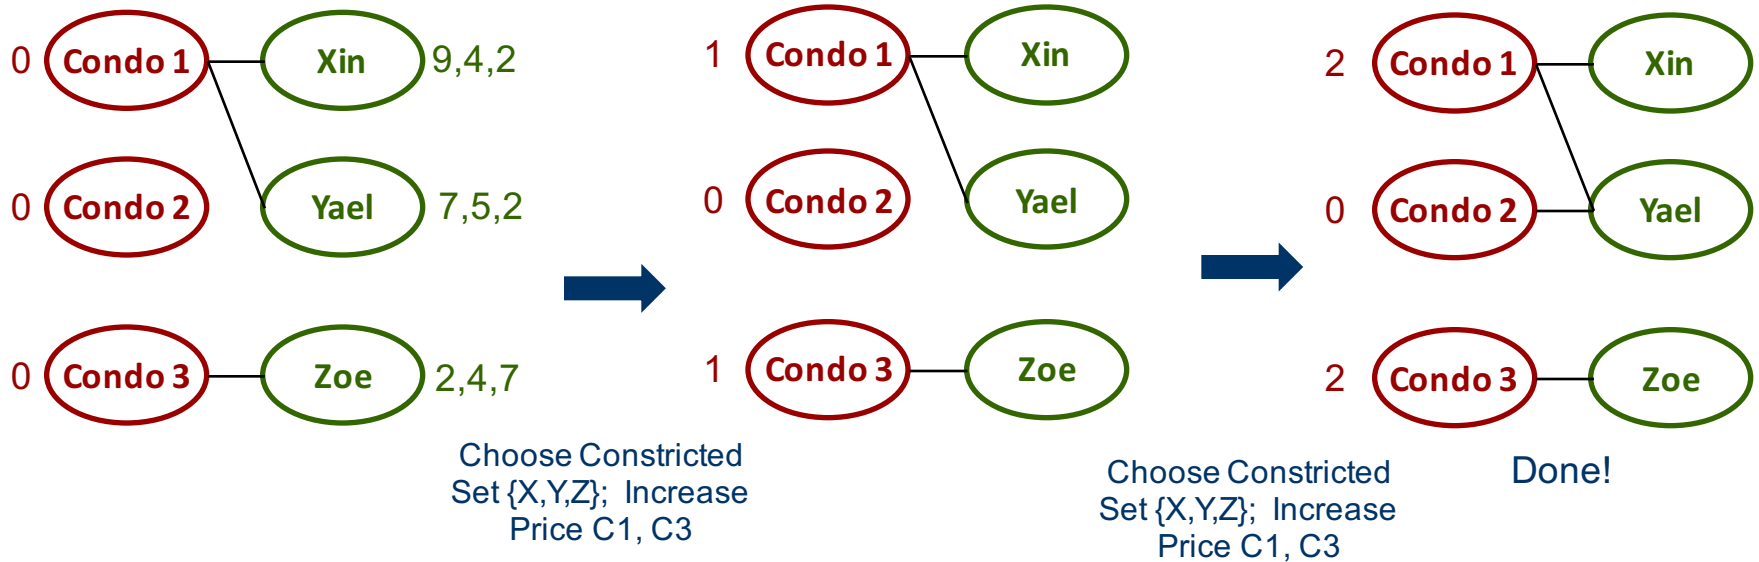 0 Condo 1 Xin 9,4,2
0 Condo 2 Yael 7,5,2
0 Condo 3 Zoe 2,4,7
Choose Constricted
Set {X,Y,Z}; Increase
Price C1, C3
1 Condo 1 Xin
0 Condo 2 Yael
1 Condo 3 Zoe
Choose Constricted
Set {X,Y,Z}; Increase
Price C1, C3
2 Condo 1 Xin
0 Condo 2 Yael
2 Condo 3 Zoe
Done!